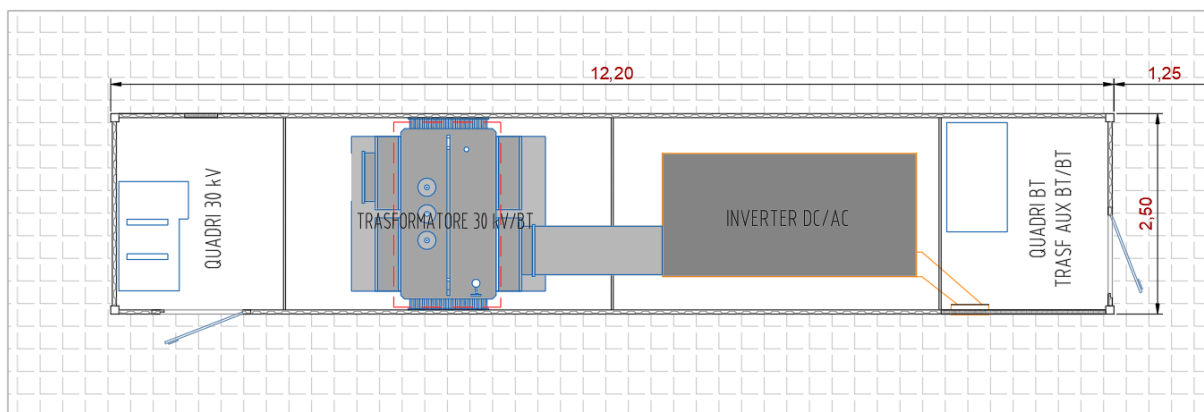 12,20
1,25
QUADRI 30 kV
TRASFORMATORE 30 kV/BT
INVERTER DC/AC
QUADRI BT
TRASF AUX BT/BT
2,50